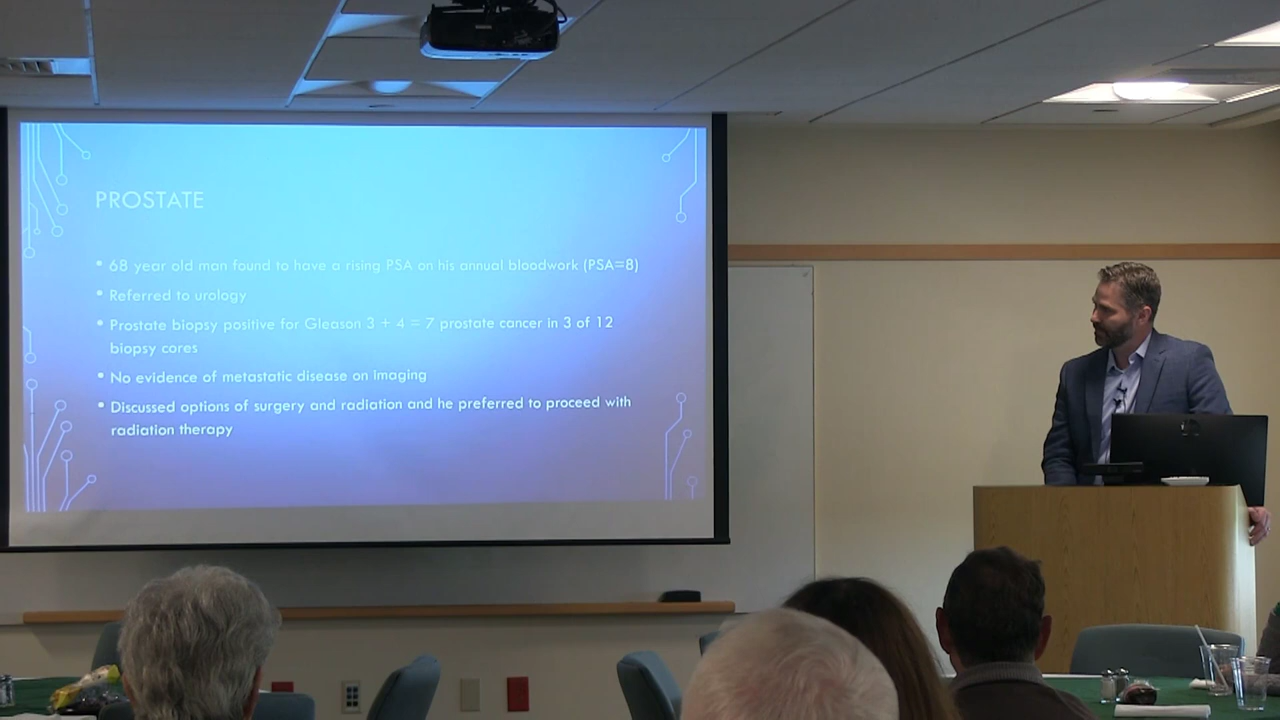 PROSTATE
• 68 year old man found to have a rising PSA on his annual bloodwork (PSA=8)
• Referred to urology
• Prostate biopsy positive for Gleason 3 + 4 = 7 prostate cancer in 3 of 12
biopsy cores
• No evidence of metastatic disease on imaging
• Discussed options of surgery and radiation and he preferred to proceed with
radiation therapy